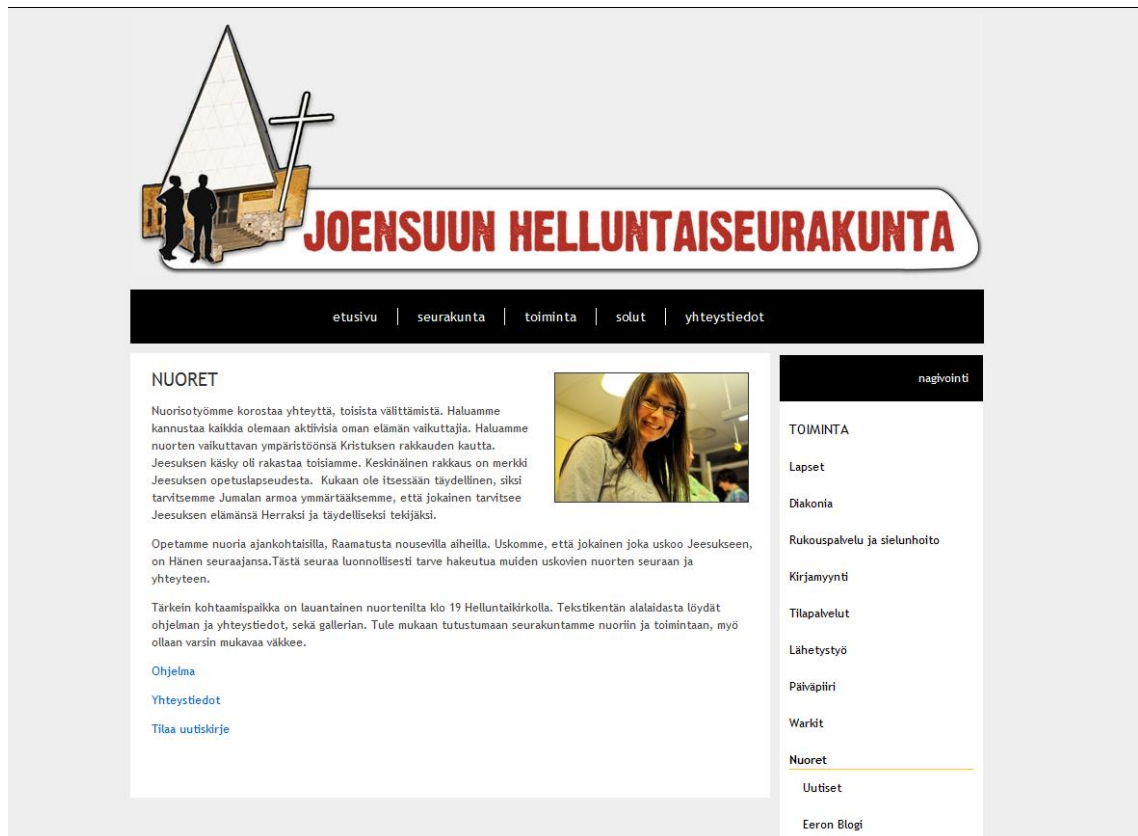 JOENSUUN HELLUNTAISEURAKUNTA
etusivu | seurakunta | toiminta | solut | yhteystiedot
NUORET
Nuorisotyömme korostaa yhteyttä, toisista välittämistä. Haluamme
kannustaa kaikkia olemaan aktiivisia oman elämän vaikuttajia. Haluamme
nuorten vaikuttavan ympäristöönsä Kristuksen rakkauden kautta.
Jeesuksen käsky oli rakastaa toisiamme. Keskinäinen rakkaus on merkki
Jeesuksen opetuslapseudesta.  Kukaan ole itsessään täydellinen, siksi
tarvitsemme Jumalan armoa ymmärtääksemme, että jokainen tarvitsee
Jeesuksen elämänsä Herraksi ja täydelliseksi tekijäksi.
Opetamme nuoria ajankohtaisilla, Raamatusta nousevilla aiheilla. Uskomme, että jokainen joka uskoo Jeesukseen,
on Hänen seuraajansa.Tästä seuraa luonnollisesti tarve hakeutua muiden uskovien nuorten seuraan ja
yhteyteen.
Tärkein kohtaamispaikka on lauantainen nuortenilta klo 19 Helluntaikirkolla. Tekstikentän alalaidasta löydät
ohjelman ja yhteystiedot, sekä gallerian. Tule mukaan tutustumaan seurakuntamme nuoriin ja toimintaan, myö
ollaan varsin mukavaa väkkee.
Ohjelma
Yhteystiedot
Tilaa uutiskirje
nagivointi
TOIMINTA
Lapset
Diakonia
Rukouspalvelu ja sielunhoito
Kirjamyynti
Tilapalvelut
Lähetystyö
Päiväpiiri
Warkit
Nuoret
Uutiset
Eeron Blogi